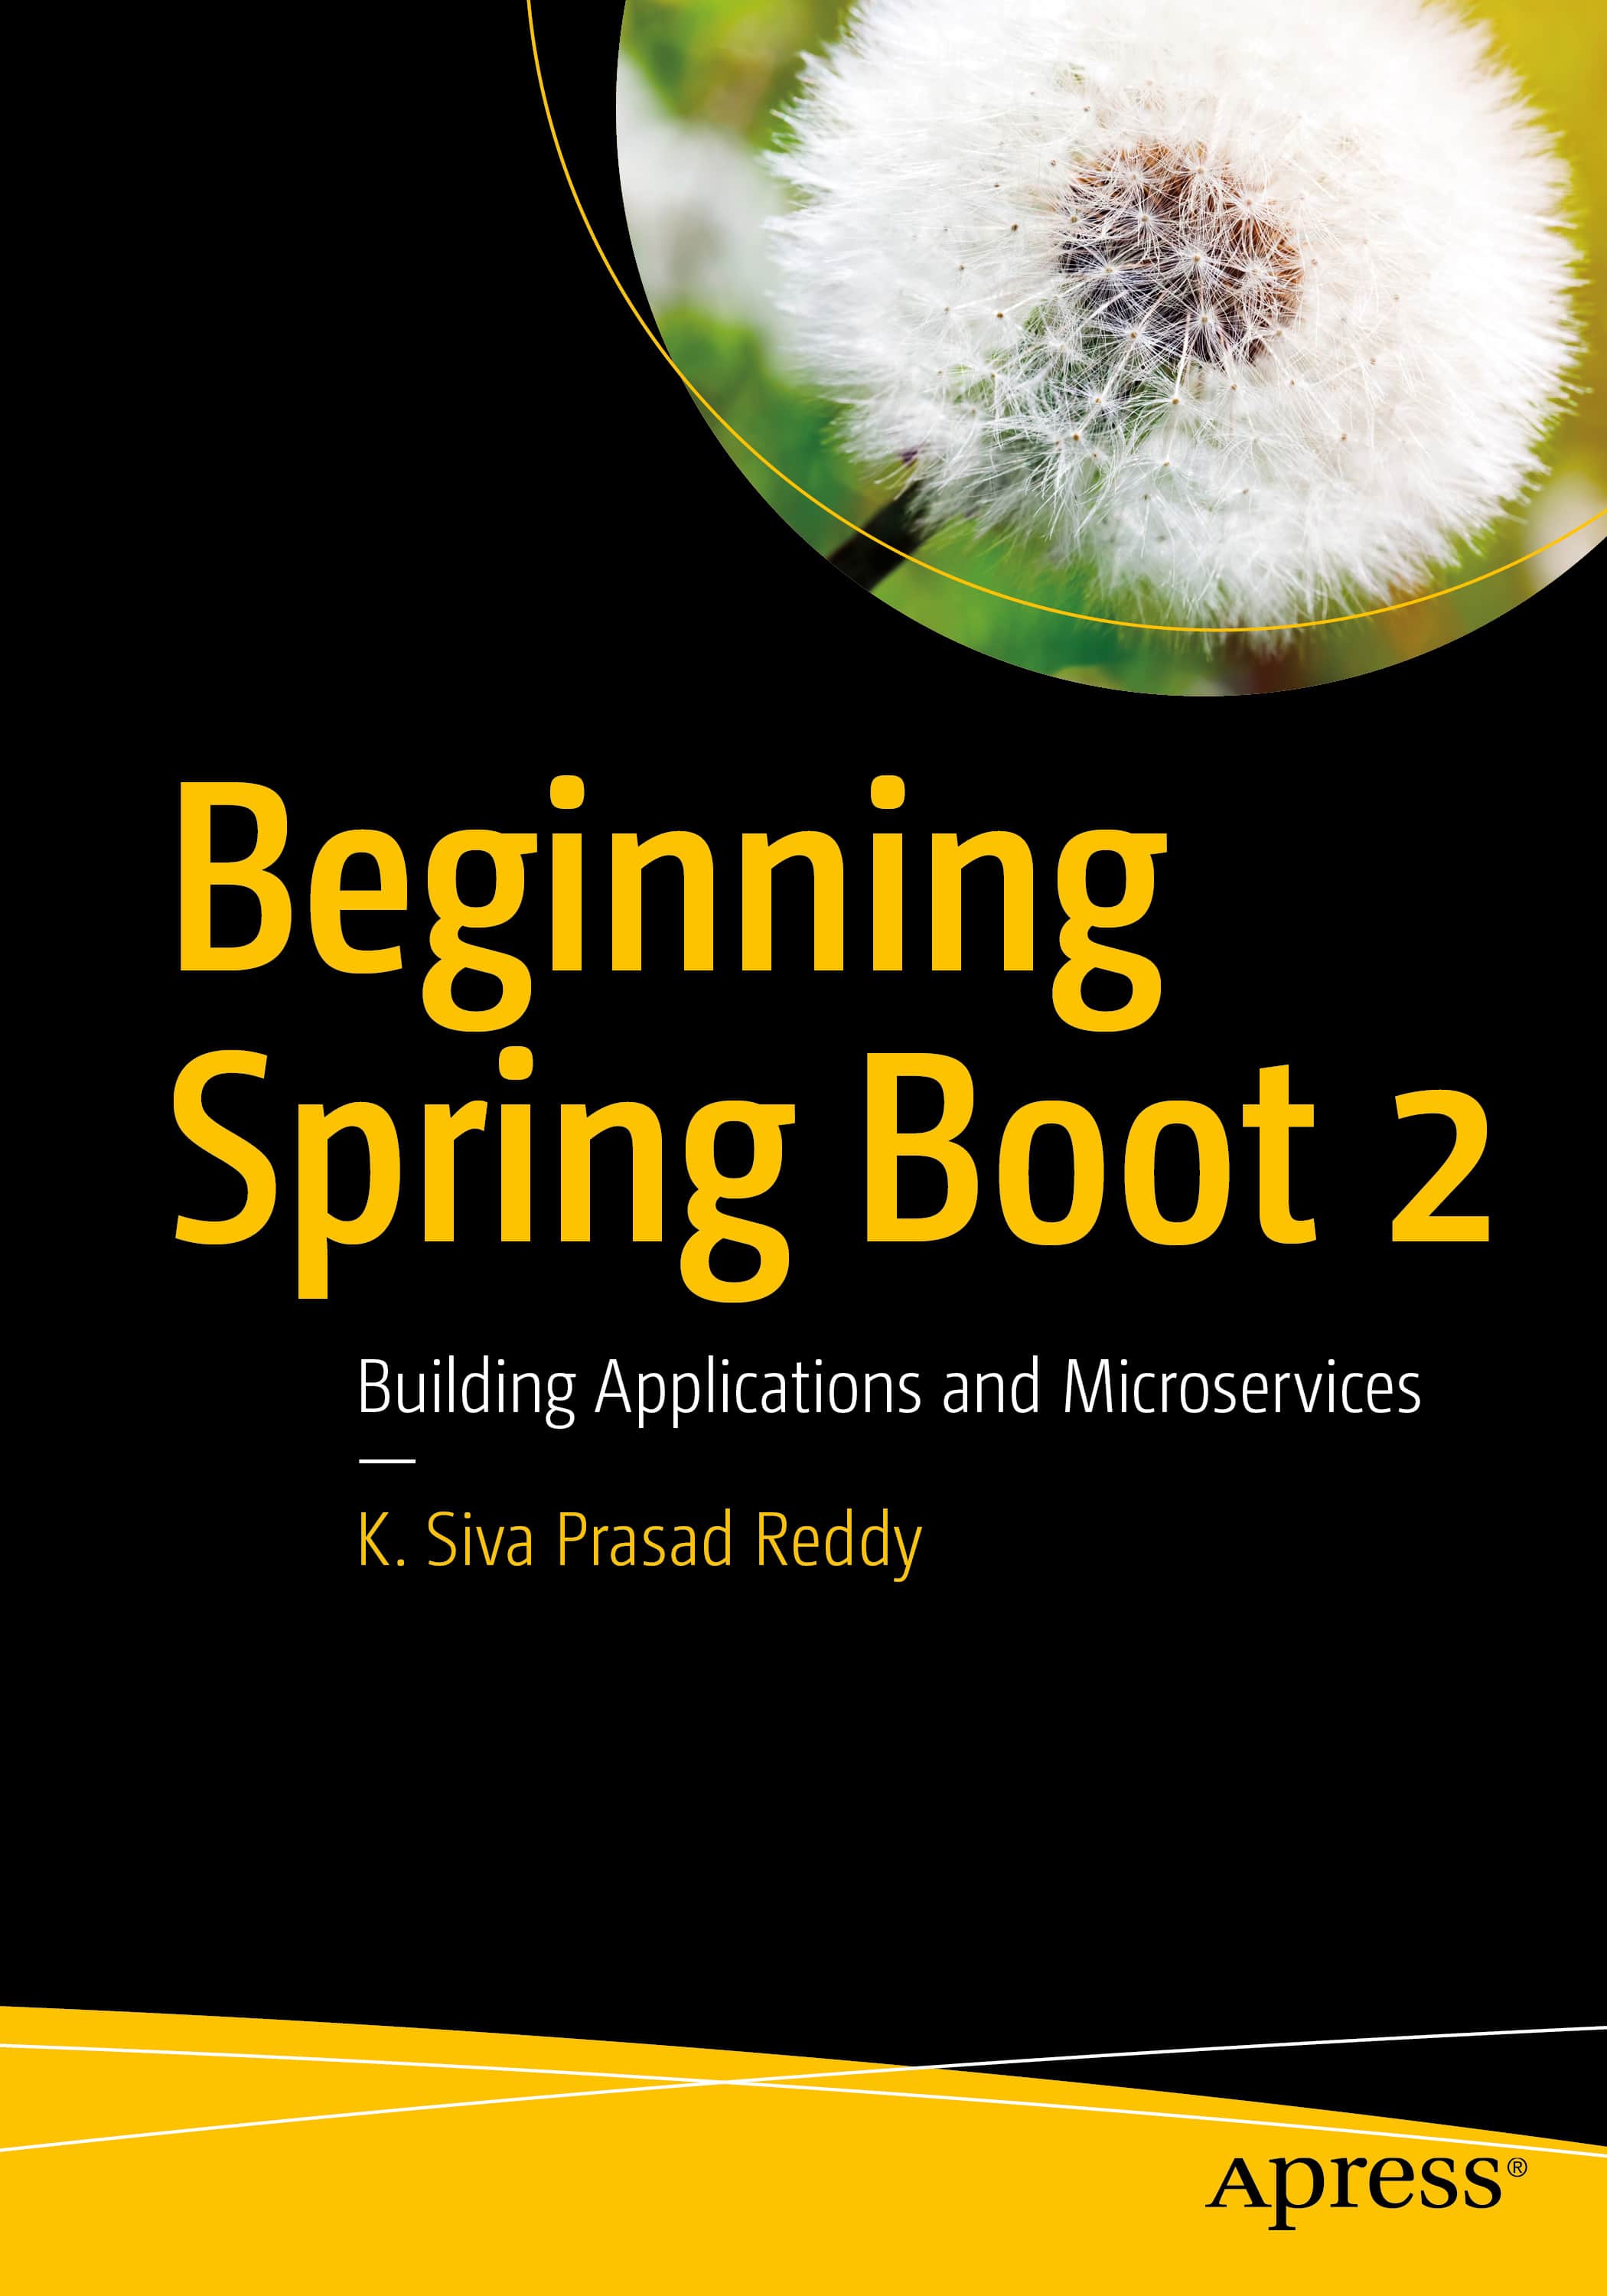 Beginning
Spring Boot 2
Building Applications and Microservices
—
K. Siva Prasad Reddy
Apress®